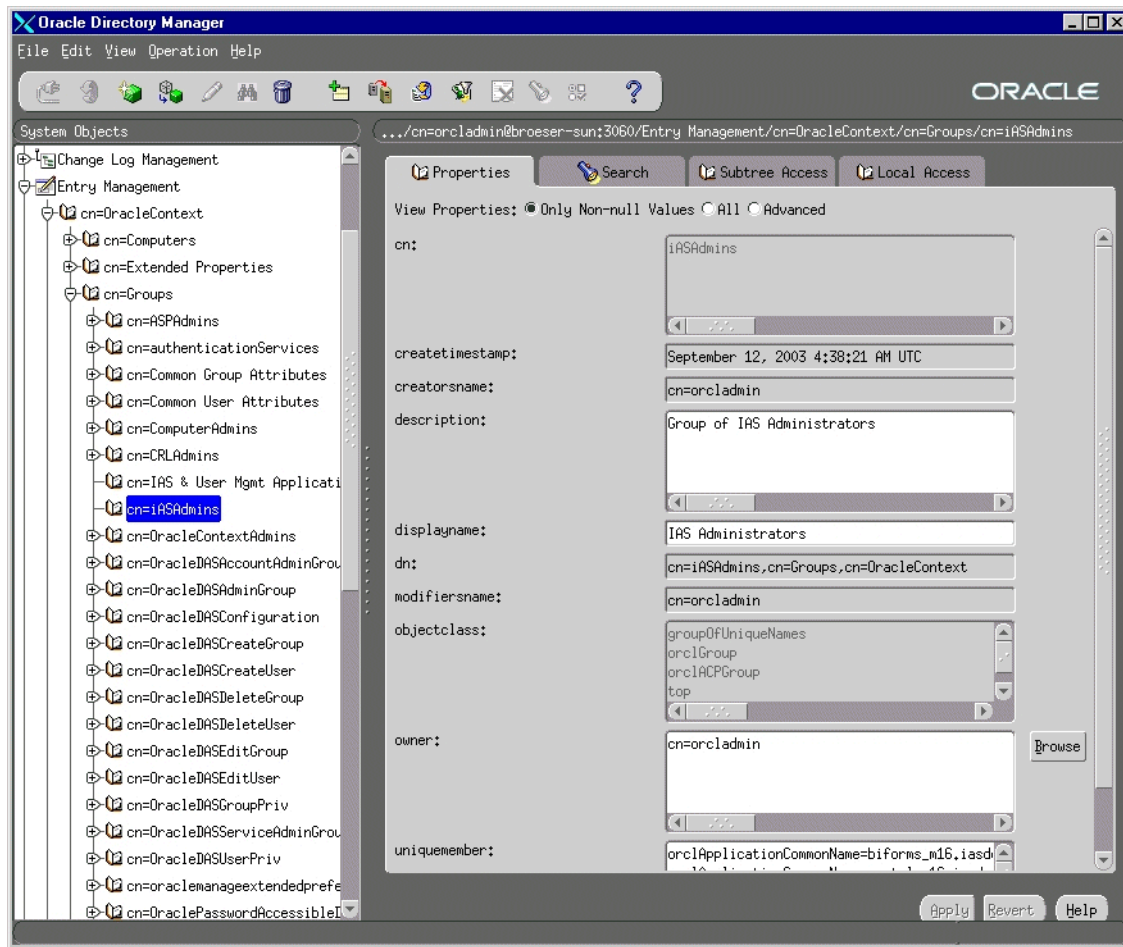 Oracle Directory Manager
File Edit View Operation Help
ORACLE
System Objects
.../cn=orcladmin@broeser-sun:3060/Entry Management/cn=OracleContext/cn=Groups/cn=iASAdmins
Change Log Management
Entry Management
cn=OracleContext
cn=Computers
cn=Extended Properties
cn=Groups
cn=ASPAdmins
cn=authenticationServices
cn=Common Group Attributes
cn=Common User Attributes
cn=ComputerAdmins
cn=CRLAdmins
cn=IAS & User Mgmt Applicati
cn=iASAdmins
cn=OracleContextAdmins
cn=OracleDASAccountAdminGrou
cn=OracleDASAdminGroup
cn=OracleDASConfiguration
cn=OracleDASCreateGroup
cn=OracleDASCreateUser
cn=OracleDASDeleteGroup
cn=OracleDASDeleteUser
cn=OracleDASEditGroup
cn=OracleDASEditUser
cn=OracleDASGroupPriv
cn=OracleDASServiceAdminGrou
cn=OracleDASUserPriv
cn=oraclemanageextendedprefe
cn=OraclePasswordAccessibleD
Properties Search Subtree Access Local Access
View Properties: Only Non-null Values All Advanced
cn: iASAdmins
createtimestamp: September 12, 2003 4:38:21 AM UTC
creatorsname: cn=orcladmin
description: Group of IAS Administrators
displayname: IAS Administrators
dn: cn=iASAdmins,cn=Groups,cn=OracleContext
modifiersname: cn=orcladmin
objectclass: groupOfUniqueNames
orclGroup
orclACPGroup
top
owner: cn=orcladmin Browse
uniquemember: orclApplicationCommonName=biforms_m16.iasd
Apply Revert Help